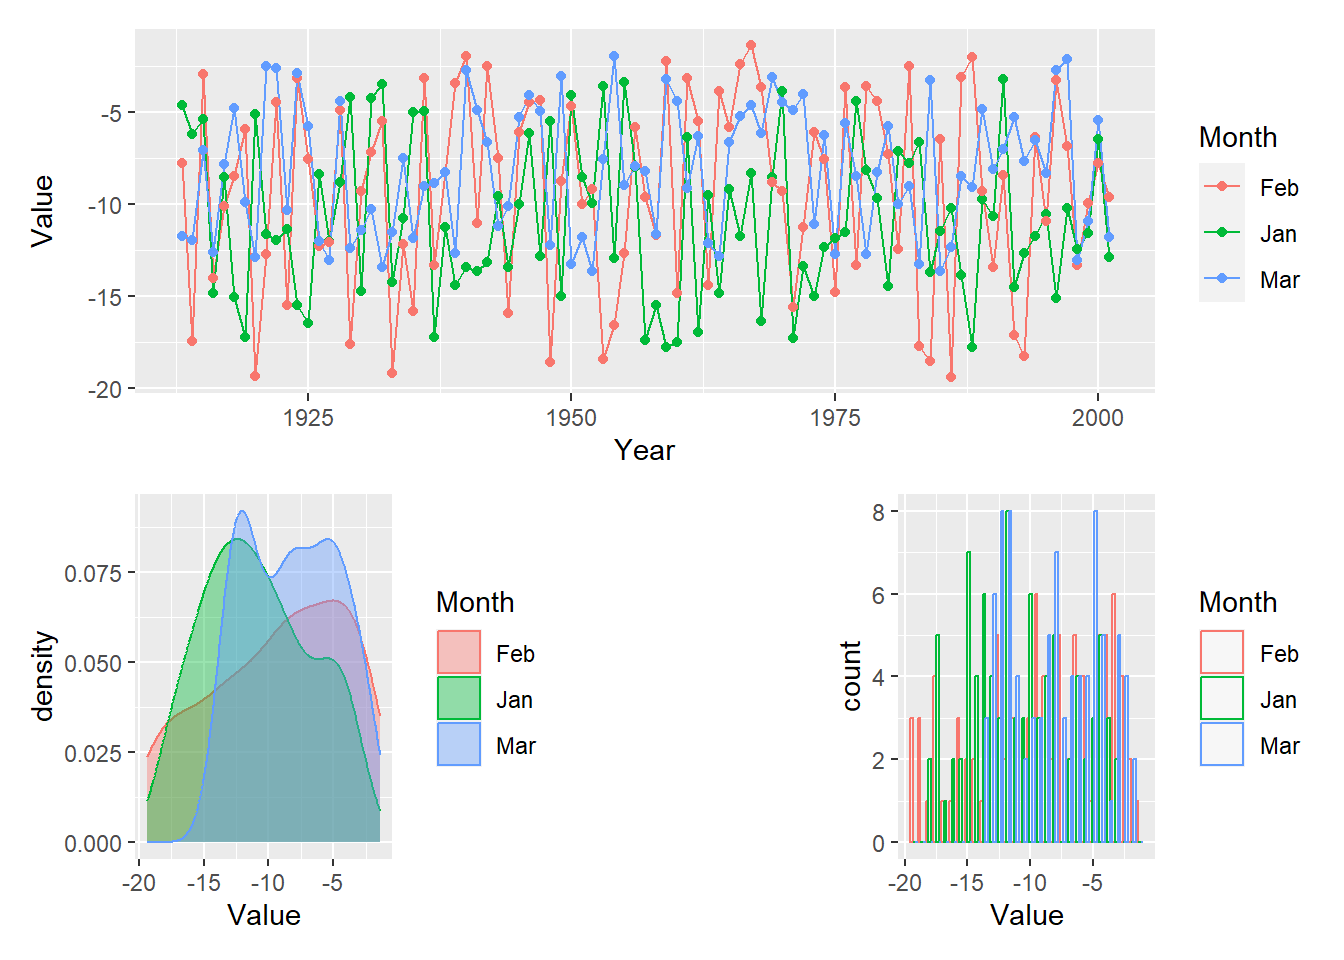 Value
-5
-10
-15
-20
1925 1950 1975 2000
Year
Month
Feb
Jan
Mar
density
0.075
0.050
0.025
0.000
-20 -15 -10 -5
Value
Month
Feb
Jan
Mar
count
8
6
4
2
0
-20 -15 -10 -5
Value
Month
Feb
Jan
Mar